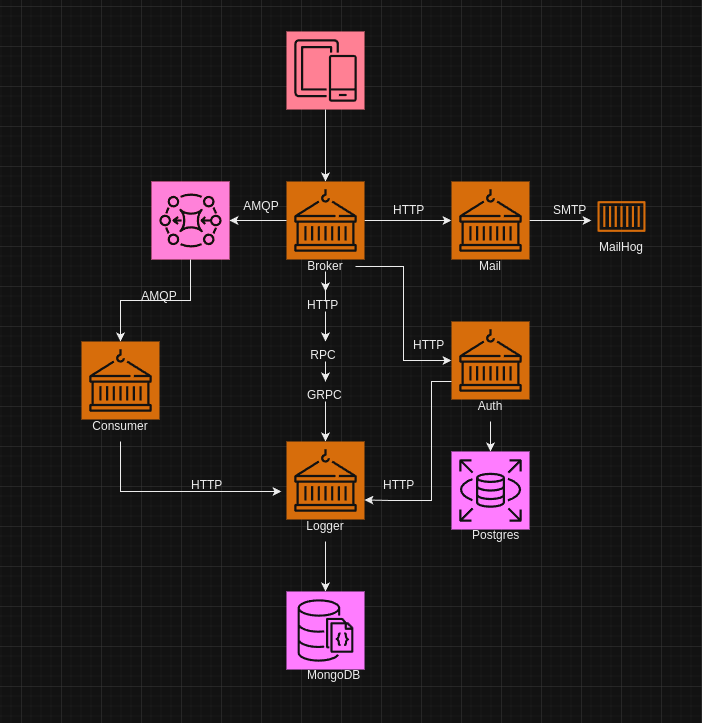 AMQP
HTTP
SMTP
MailHog
Broker
Mail
AMQP
HTTP
HTTP
RPC
GRPC
Auth
Consumer
HTTP
HTTP
Logger
Postgres
MongoDB
{ }